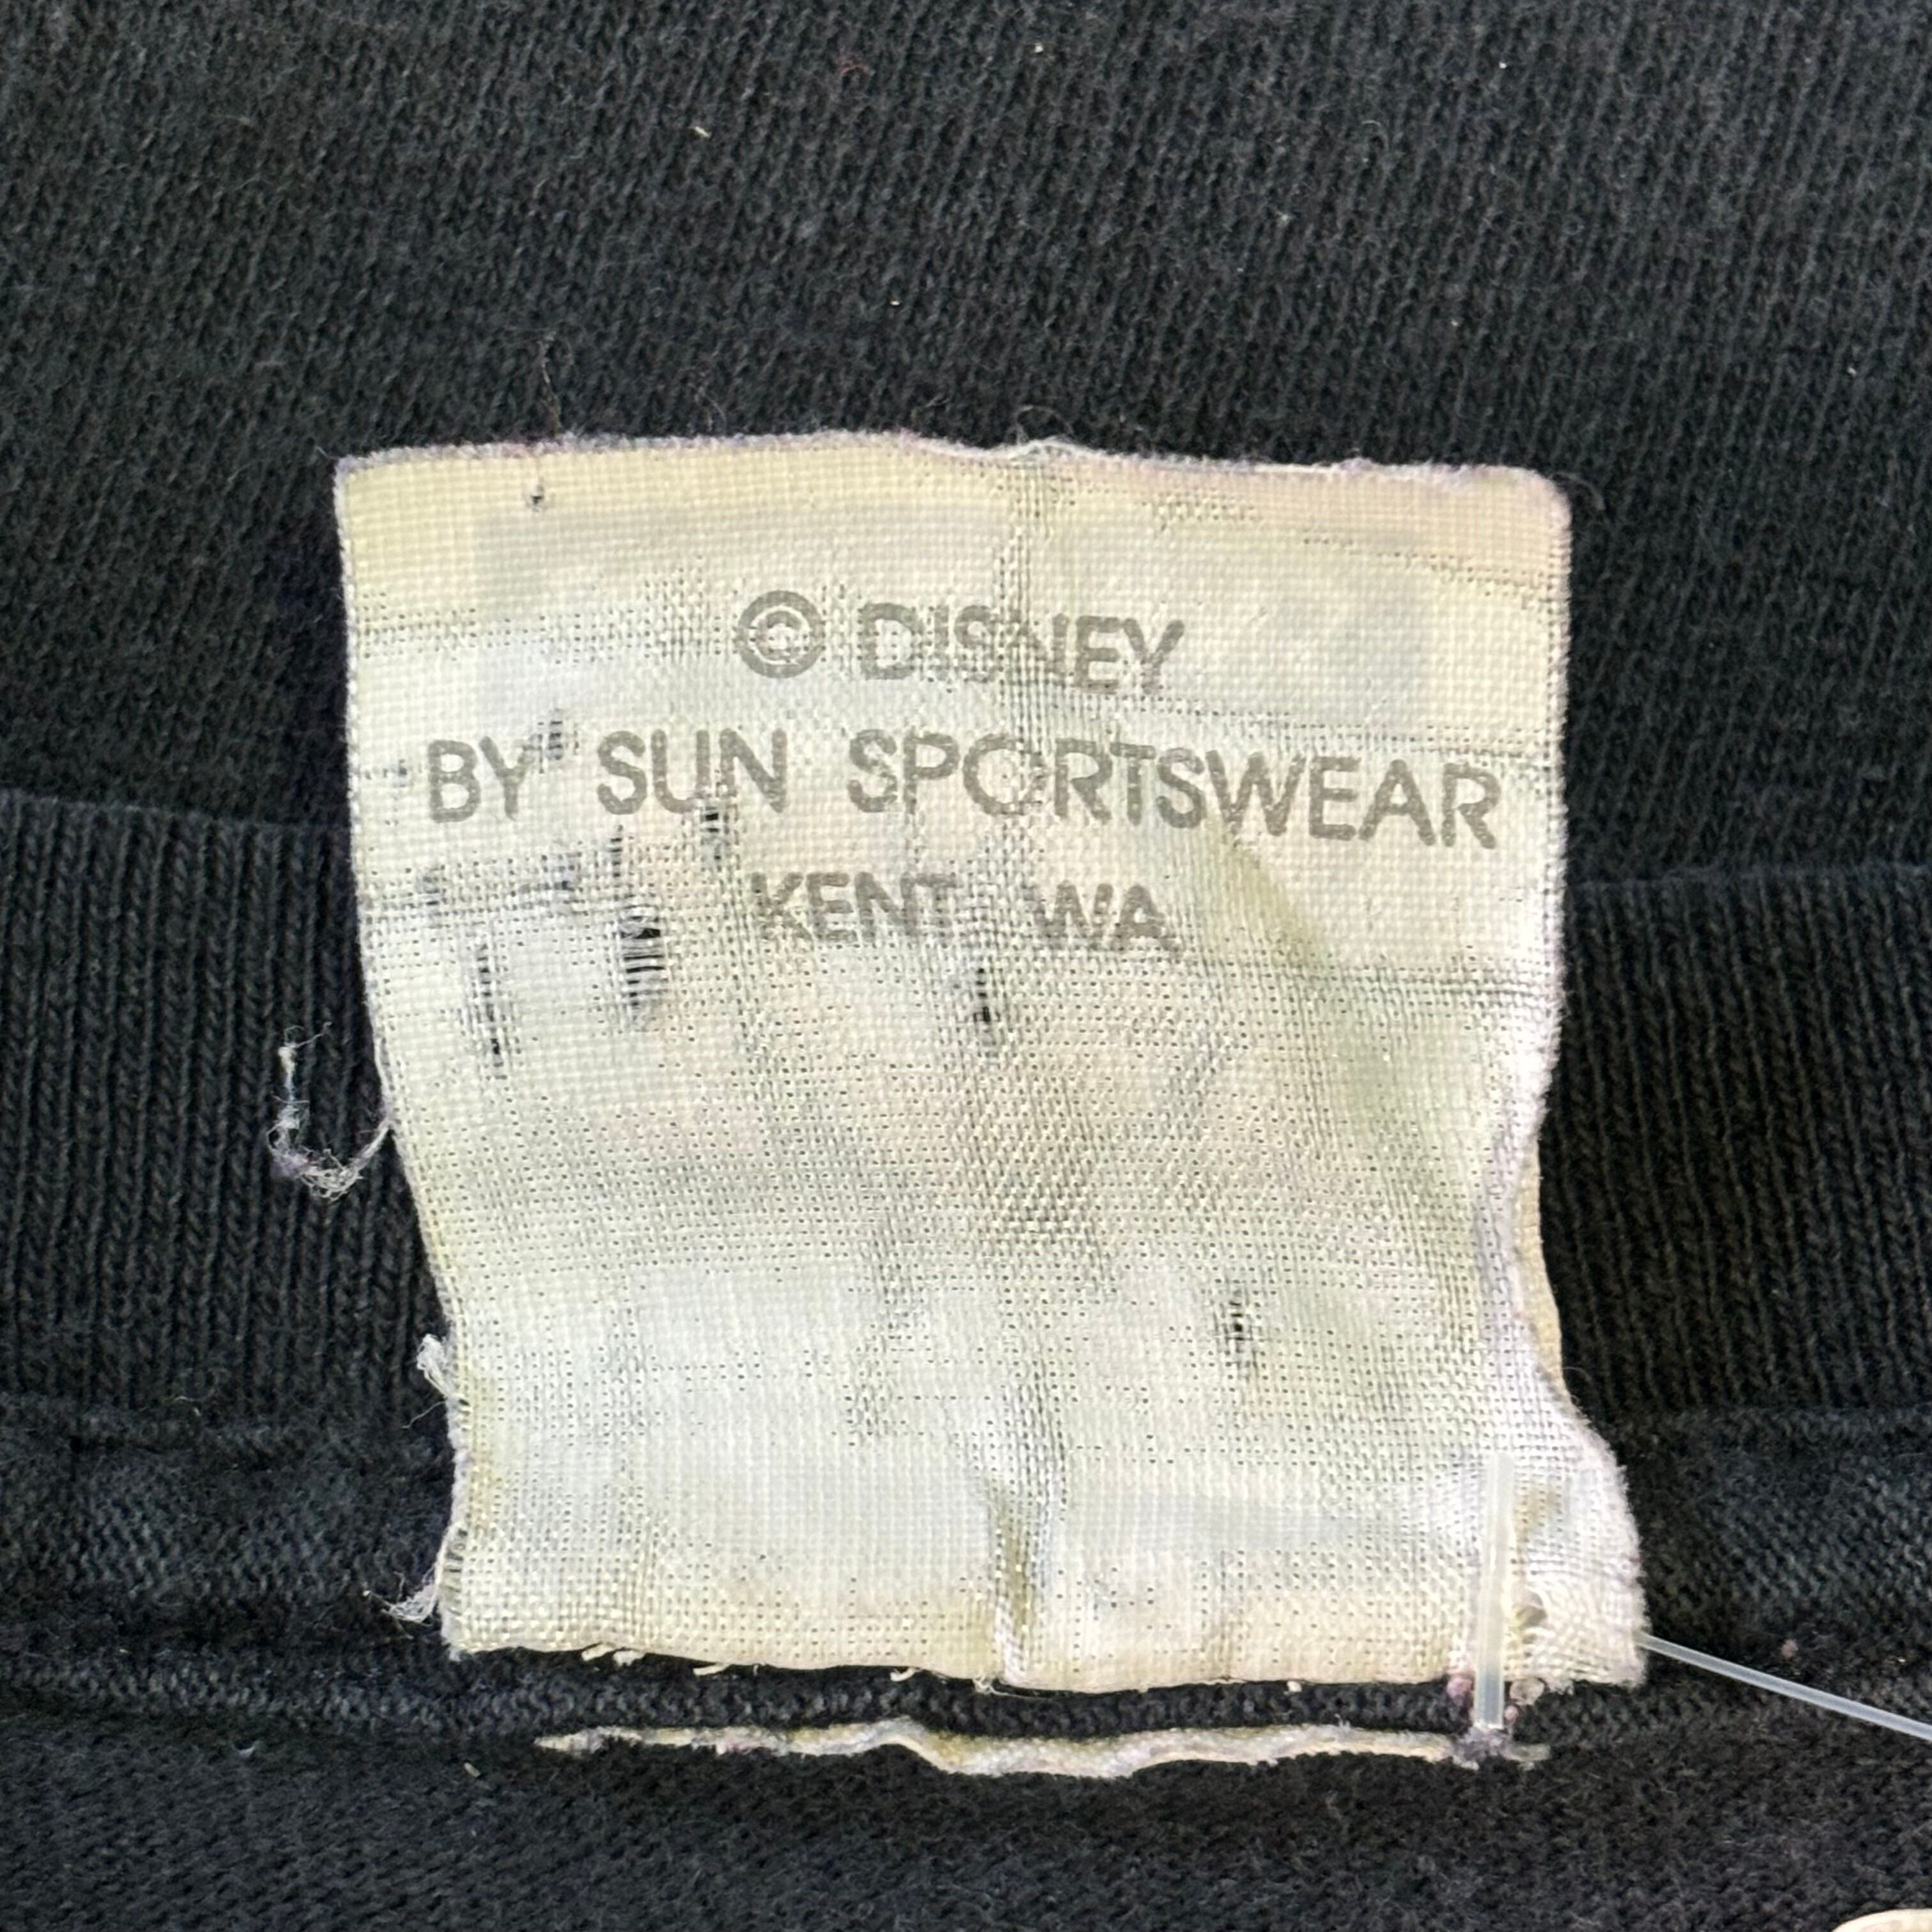 © DISNEY
BY SUN SPORTSWEAR
KENT WA